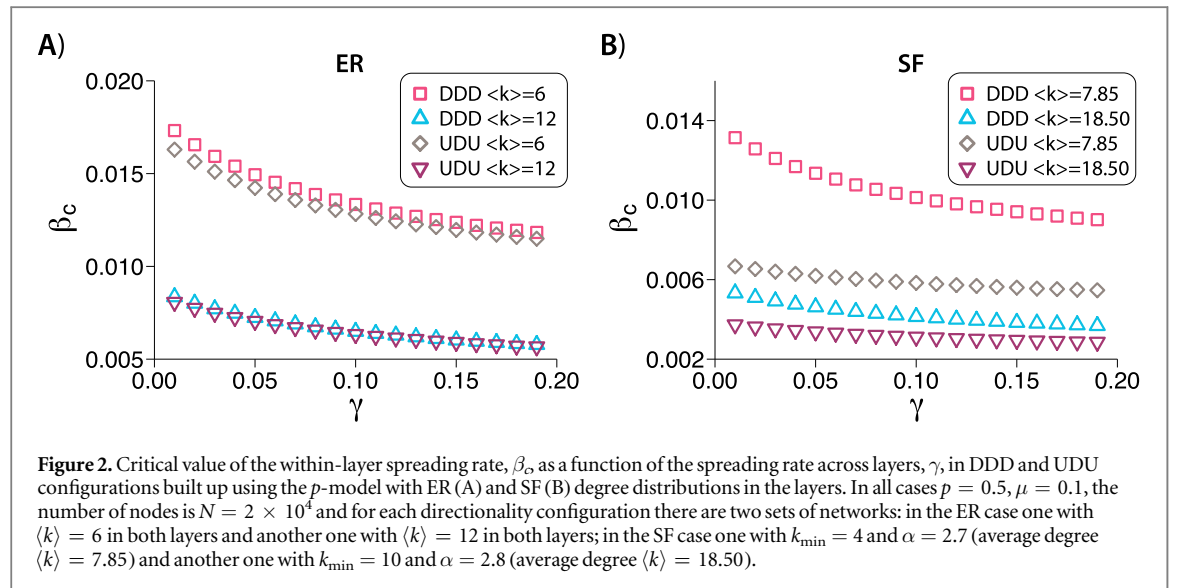 A)
ER
0.020
0.015
0.010
0.005
βc
0.00
0.05
0.10
0.15
0.20
γ
DDD <k>=6
DDD <k>=12
UDU <k>=6
UDU <k>=12
B)
SF
0.014
0.010
0.006
0.002
βc
0.00
0.05
0.10
0.15
0.20
γ
DDD <k>=7.85
DDD <k>=18.50
UDU <k>=7.85
UDU <k>=18.50
Figure 2. Critical value of the within-layer spreading rate, βc, as a function of the spreading rate across layers, γ, in DDD and UDU
configurations built up using the p-model with ER (A) and SF (B) degree distributions in the layers. In all cases p = 0.5, μ = 0.1, the
number of nodes is N = 2 × 10⁴ and for each directionality configuration there are two sets of networks: in the ER case one with
⟨k⟩ = 6 in both layers and another one with ⟨k⟩ = 12 in both layers; in the SF case one with kmin = 4 and α = 2.7 (average degree
⟨k⟩ = 7.85) and another one with kmin = 10 and α = 2.8 (average degree ⟨k⟩ = 18.50).